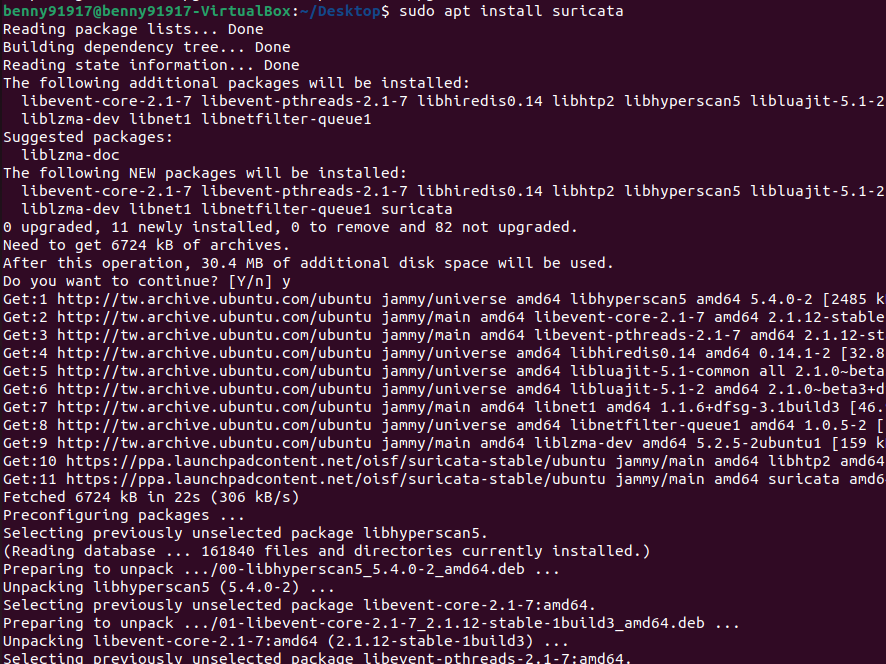 benny91917@benny91917-VirtualBox:~/Desktop$ sudo apt install suricata
Reading package lists... Done
Building dependency tree... Done
Reading state information... Done
The following additional packages will be installed:
  libevent-core-2.1-7 libevent-pthreads-2.1-7 libhiredis0.14 libhtp2 libhyperscan5 libluajit-5.1-2
  liblzma-dev libnet1 libnetfilter-queue1
Suggested packages:
  liblzma-doc
The following NEW packages will be installed:
  libevent-core-2.1-7 libevent-pthreads-2.1-7 libhiredis0.14 libhtp2 libhyperscan5 libluajit-5.1-2
  liblzma-dev libnet1 libnetfilter-queue1 suricata
0 upgraded, 11 newly installed, 0 to remove and 82 not upgraded.
Need to get 6724 kB of archives.
After this operation, 30.4 MB of additional disk space will be used.
Do you want to continue? [Y/n] y
Get:1 http://tw.archive.ubuntu.com/ubuntu jammy/universe amd64 libhyperscan5 amd64 5.4.0-2 [2485 k
Get:2 http://tw.archive.ubuntu.com/ubuntu jammy/main amd64 libevent-core-2.1-7 amd64 2.1.12-stable
Get:3 http://tw.archive.ubuntu.com/ubuntu jammy/main amd64 libevent-pthreads-2.1-7 amd64 2.1.12-st
Get:4 http://tw.archive.ubuntu.com/ubuntu jammy/universe amd64 libhiredis0.14 amd64 0.14.1-2 [32.8
Get:5 http://tw.archive.ubuntu.com/ubuntu jammy/universe amd64 libluajit-5.1-common all 2.1.0~beta
Get:6 http://tw.archive.ubuntu.com/ubuntu jammy/universe amd64 libluajit-5.1-2 amd64 2.1.0~beta3+d
Get:7 http://tw.archive.ubuntu.com/ubuntu jammy/main amd64 libnet1 amd64 1.1.6+dfsg-3.1build3 [46.
Get:8 http://tw.archive.ubuntu.com/ubuntu jammy/universe amd64 libnetfilter-queue1 amd64 1.0.5-2 [
Get:9 http://tw.archive.ubuntu.com/ubuntu jammy/main amd64 liblzma-dev amd64 5.2.5-2ubuntu1 [159 k
Get:10 https://ppa.launchpadcontent.net/oisf/suricata-stable/ubuntu jammy/main amd64 libhtp2 amd64
Get:11 https://ppa.launchpadcontent.net/oisf/suricata-stable/ubuntu jammy/main amd64 suricata amd6
Fetched 6724 kB in 22s (306 kB/s)
Preconfiguring packages ...
Selecting previously unselected package libhyperscan5.
(Reading database ... 161840 files and directories currently installed.)
Preparing to unpack .../00-libhyperscan5_5.4.0-2_amd64.deb ...
Unpacking libhyperscan5 (5.4.0-2) ...
Selecting previously unselected package libevent-core-2.1-7:amd64.
Preparing to unpack .../01-libevent-core-2.1-7_2.1.12-stable-1build3_amd64.deb ...
Unpacking libevent-core-2.1-7:amd64 (2.1.12-stable-1build3) ...
Selecting previously unselected package libevent-pthreads-2.1-7:amd64.